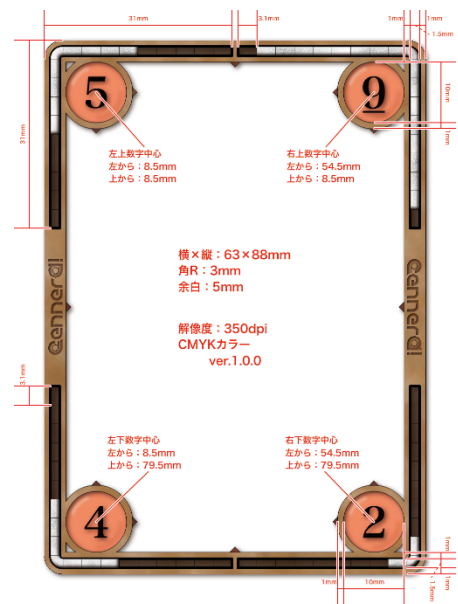 31mm
3.1mm
1mm
1mm
1.5mm
5
9
10mm
1mm
31mm
左上数字中心
左から：8.5mm
上から：8.5mm
右上数字中心
左から：54.5mm
上から：8.5mm
横×縦：63×88mm
角R：3mm
余白：5mm
Gennerai
Gennerai
解像度：350dpi
CMYKカラー
ver.1.0.0
3.1mm
左下数字中心
左から：8.5mm
上から：79.5mm
右下数字中心
左から：54.5mm
上から：79.5mm
4
2
1mm
1mm
10mm
1.5mm
1mm